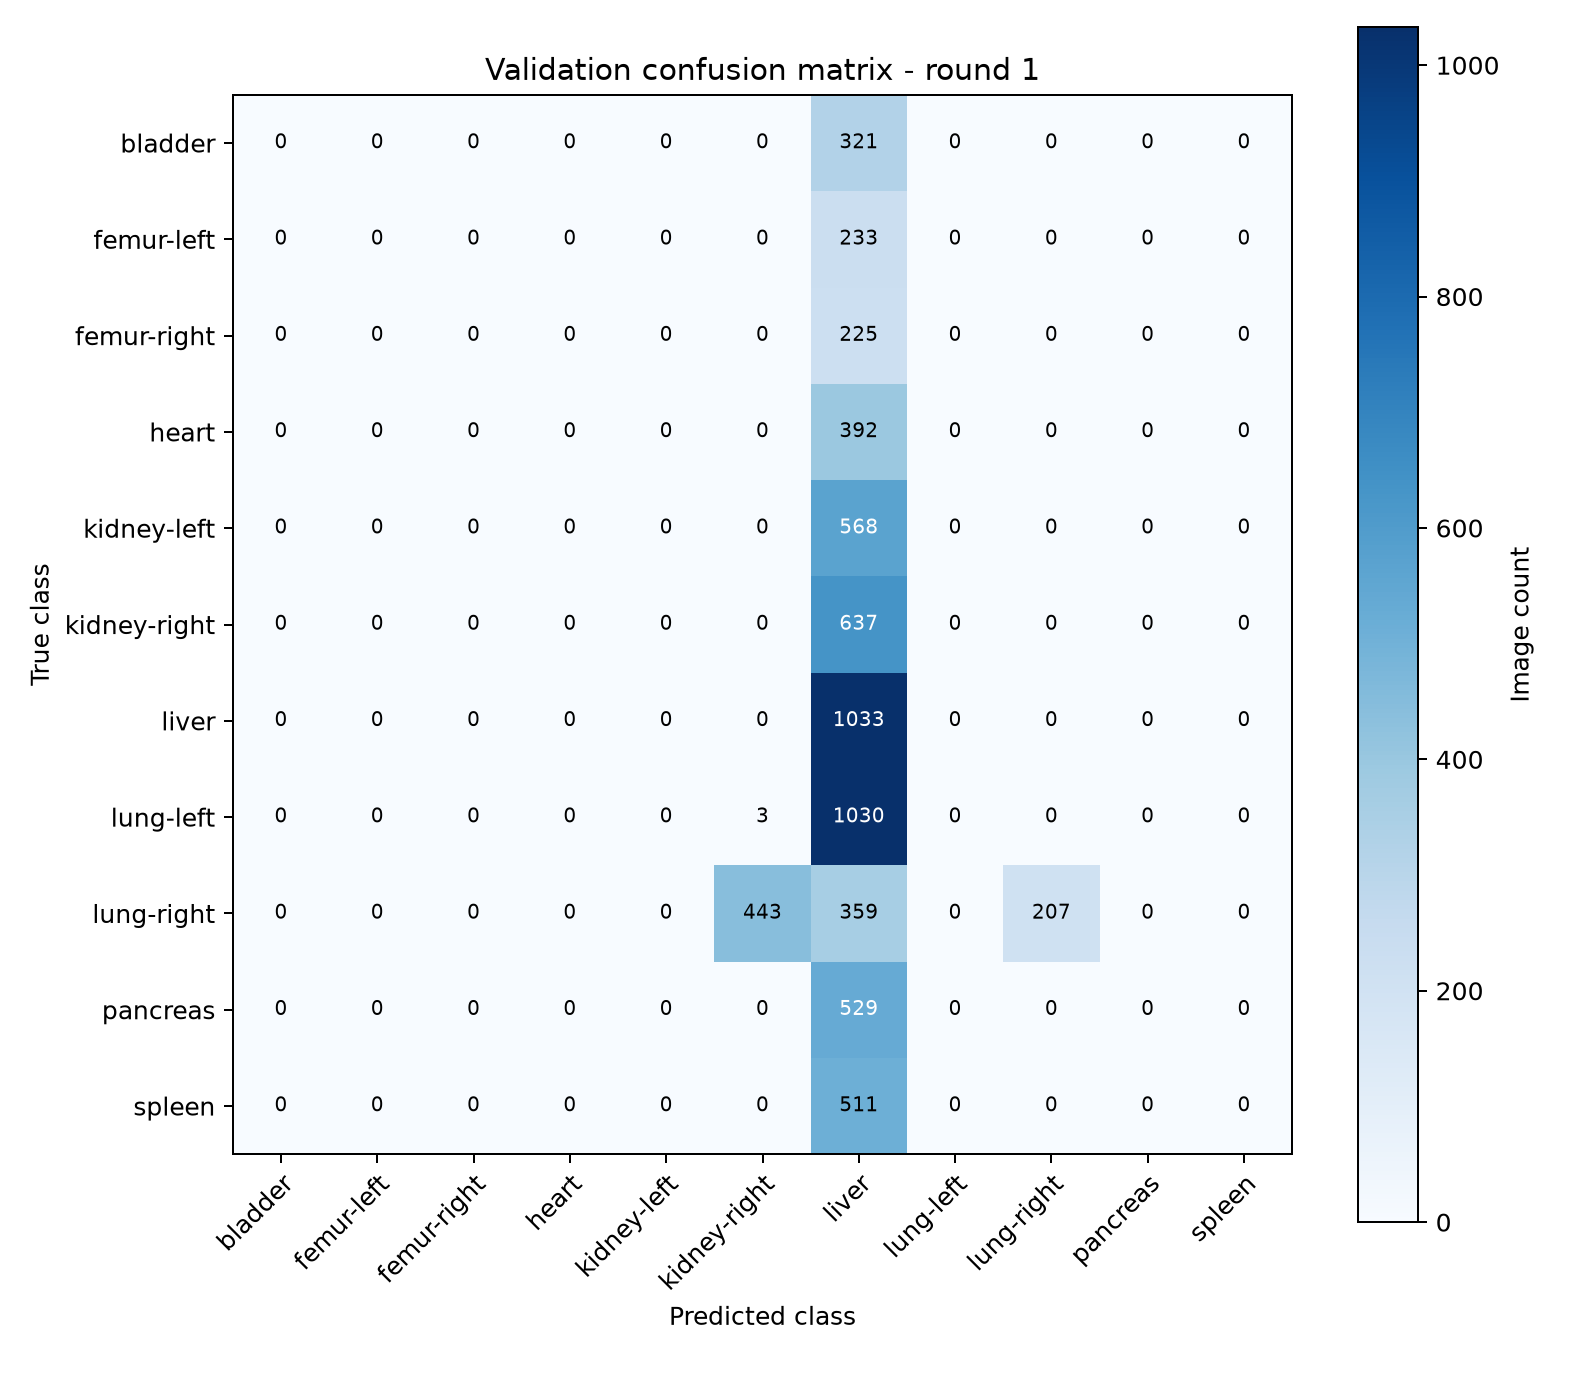 Validation confusion matrix - round 1
bladder 0 0 0 0 0 0 321 0 0 0 0
femur-left 0 0 0 0 0 0 233 0 0 0 0
femur-right 0 0 0 0 0 0 225 0 0 0 0
heart 0 0 0 0 0 0 392 0 0 0 0
kidney-left 0 0 0 0 0 0 568 0 0 0 0
kidney-right 0 0 0 0 0 0 637 0 0 0 0
liver 0 0 0 0 0 0 1033 0 0 0 0
lung-left 0 0 0 0 0 3 1030 0 0 0 0
lung-right 0 0 0 0 0 443 359 0 207 0 0
pancreas 0 0 0 0 0 0 529 0 0 0 0
spleen 0 0 0 0 0 0 511 0 0 0 0
True class
bladder femur-left femur-right heart kidney-left kidney-right liver lung-left lung-right pancreas spleen
Predicted class
1000
800
600
400
200
0
Image count